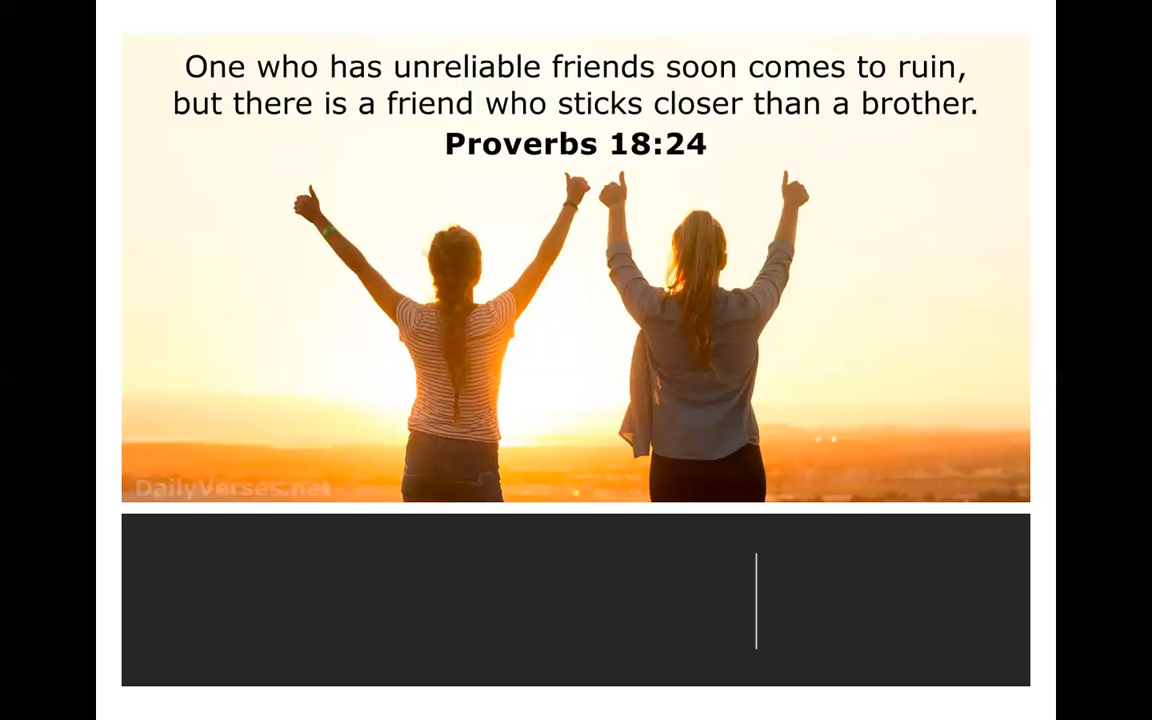 One who has unreliable friends soon comes to ruin,
but there is a friend who sticks closer than a brother.
Proverbs 18:24
DailyVerses.net